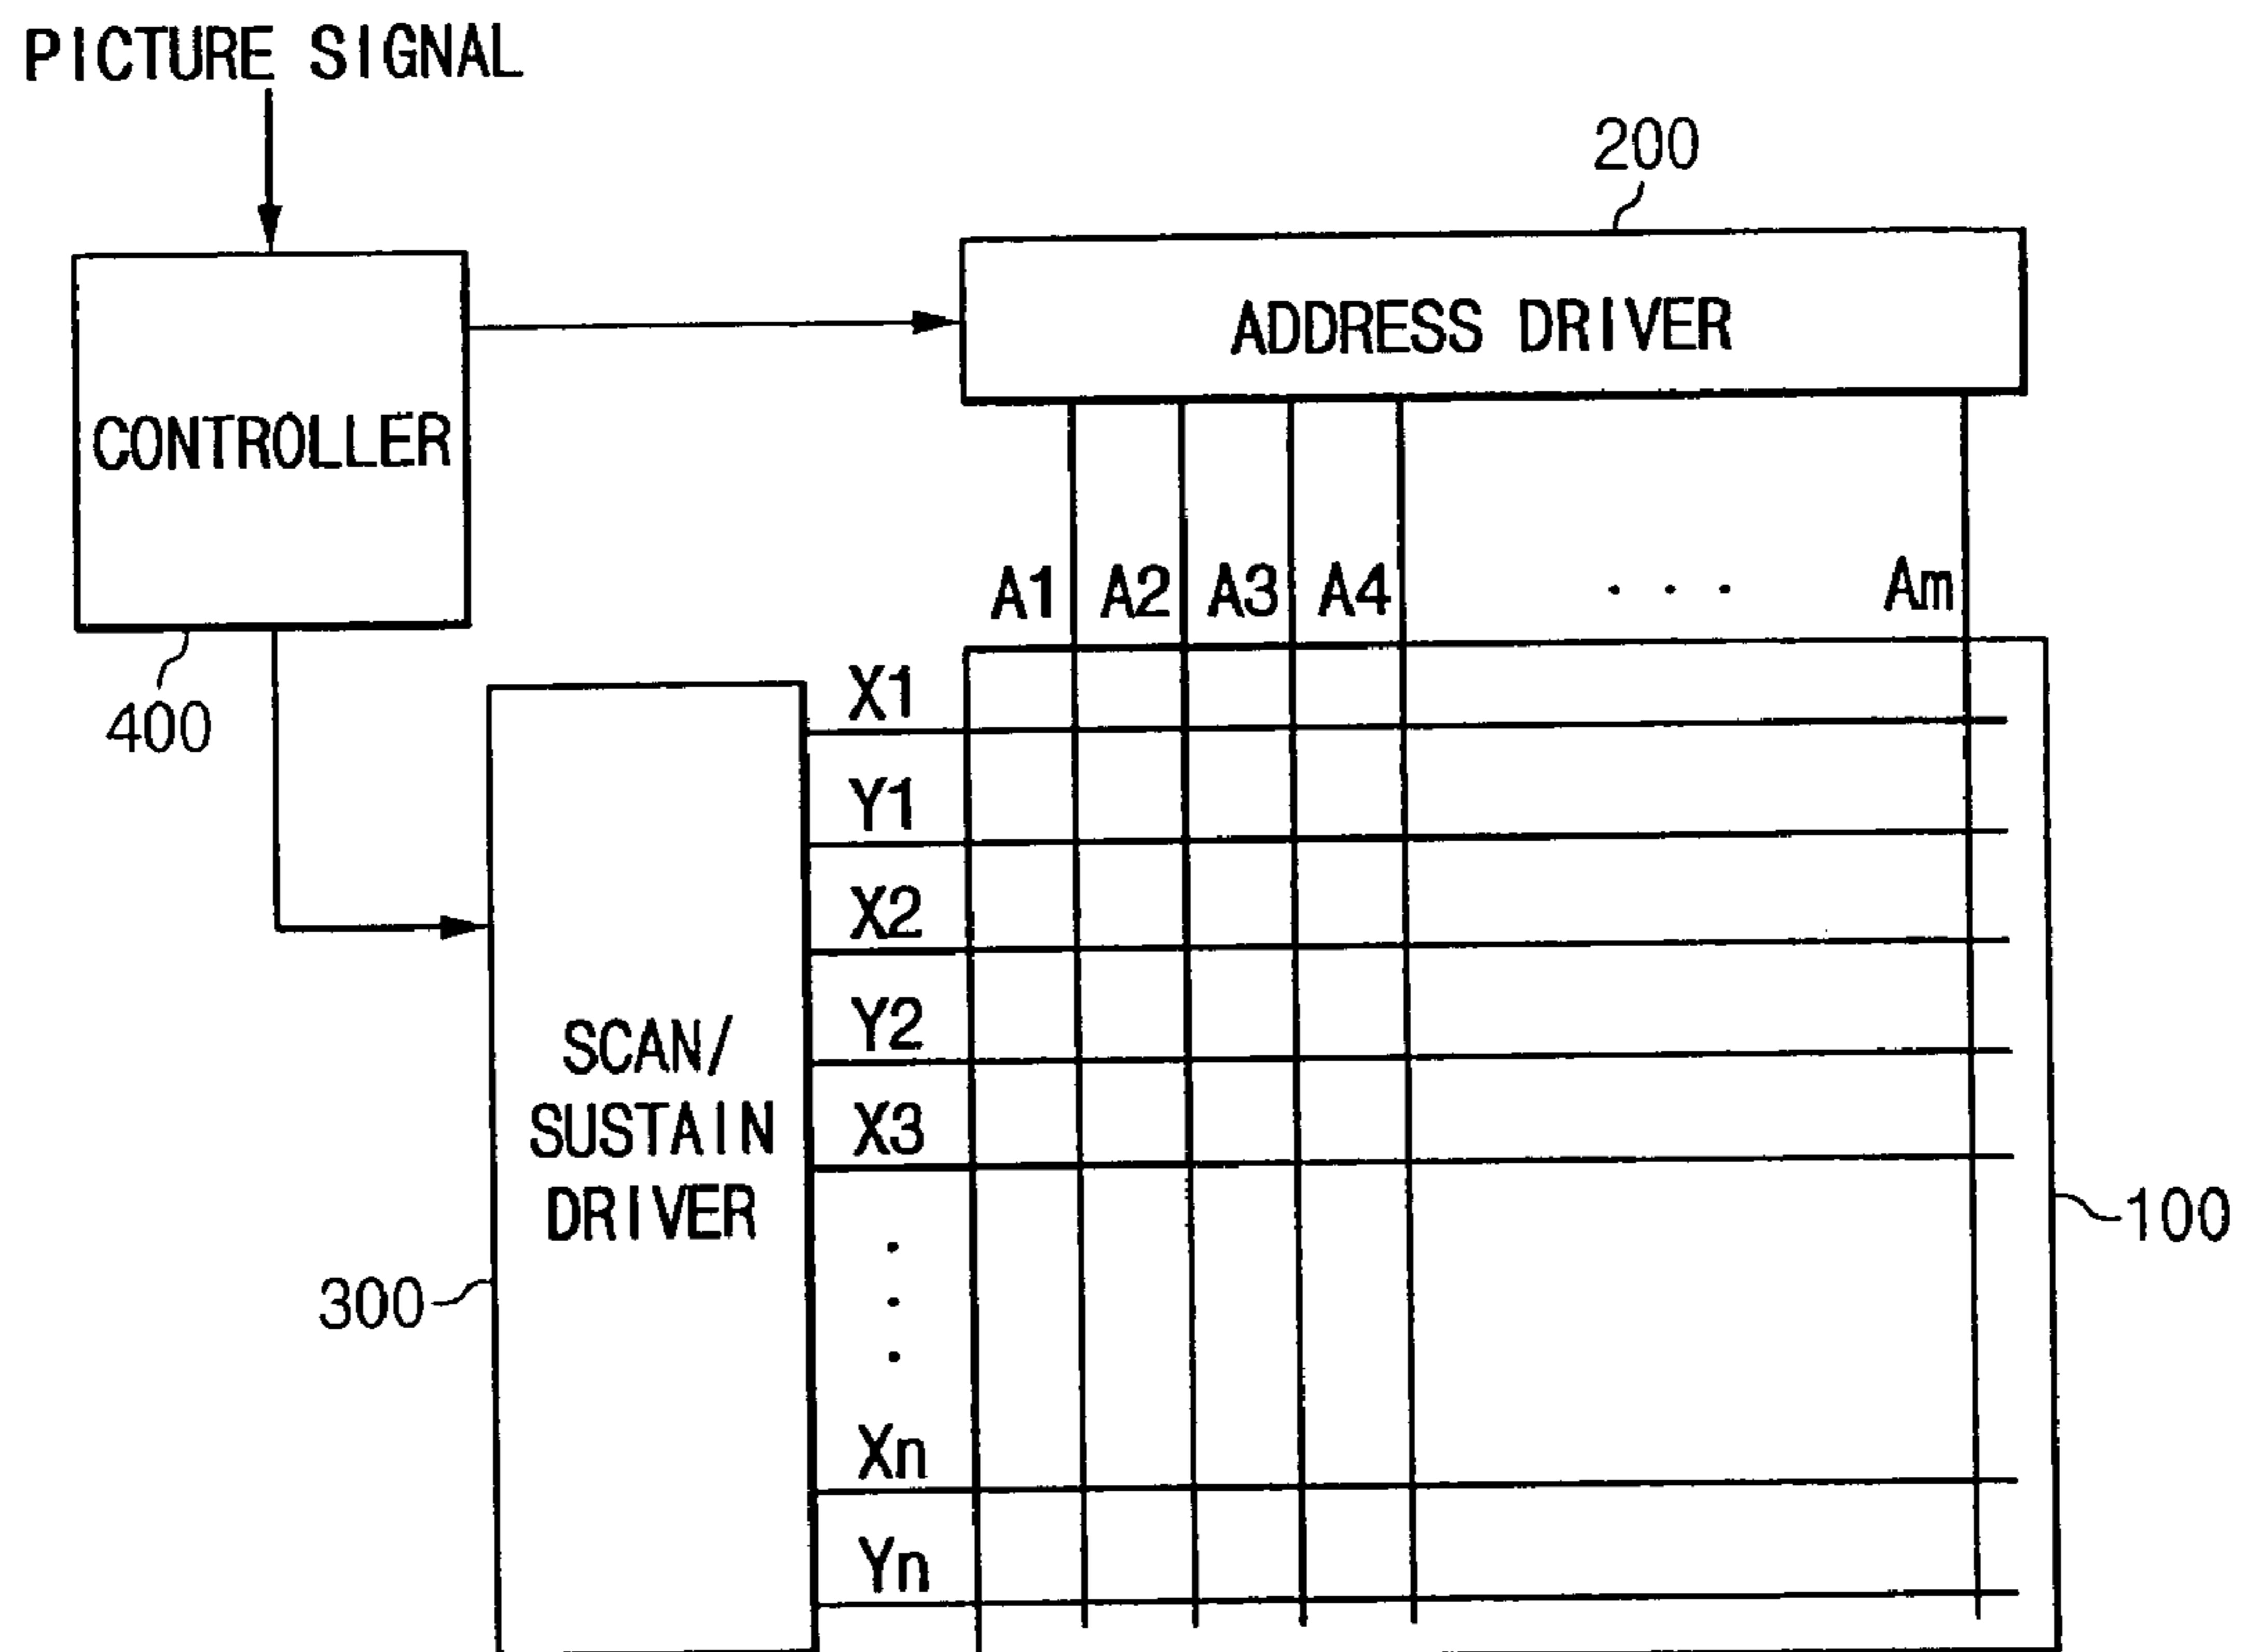 PICTURE SIGNAL
200
ADDRESS DRIVER
CONTROLLER
A1 A2 A3 A4 . . . Am
400
X1
Y1
X2
Y2
X3
SCAN/
SUSTAIN
DRIVER
100
300
.
.
.
Xn
Yn